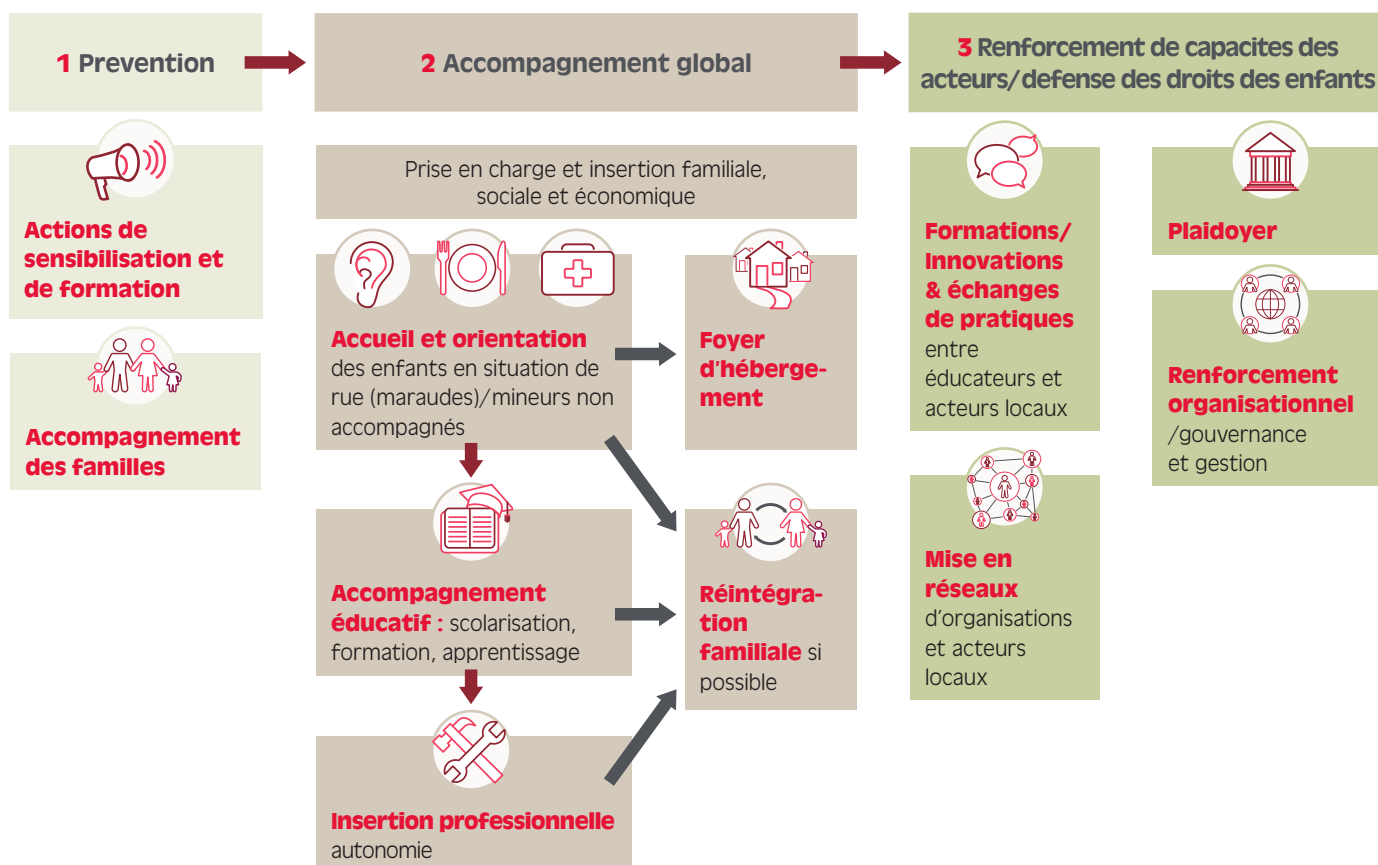 1 Prevention
2 Accompagnement global
3 Renforcement de capacites des
acteurs/defense des droits des enfants
Actions de
sensibilisation et
de formation
Accompagnement
des familles
Prise en charge et insertion familiale,
sociale et économique
Accueil et orientation
des enfants en situation de
rue (maraudes)/mineurs non
accompagnés
Foyer
d'héberge-
ment
Accompagnement
éducatif : scolarisation,
formation, apprentissage
Réintégra-
tion
familiale si
possible
Insertion professionnelle
autonomie
Formations/
Innovations
& échanges
de pratiques
entre
éducateurs et
acteurs locaux
Mise en
réseaux
d'organisations
et acteurs
locaux
Plaidoyer
Renforcement
organisationnel
/gouvernance
et gestion